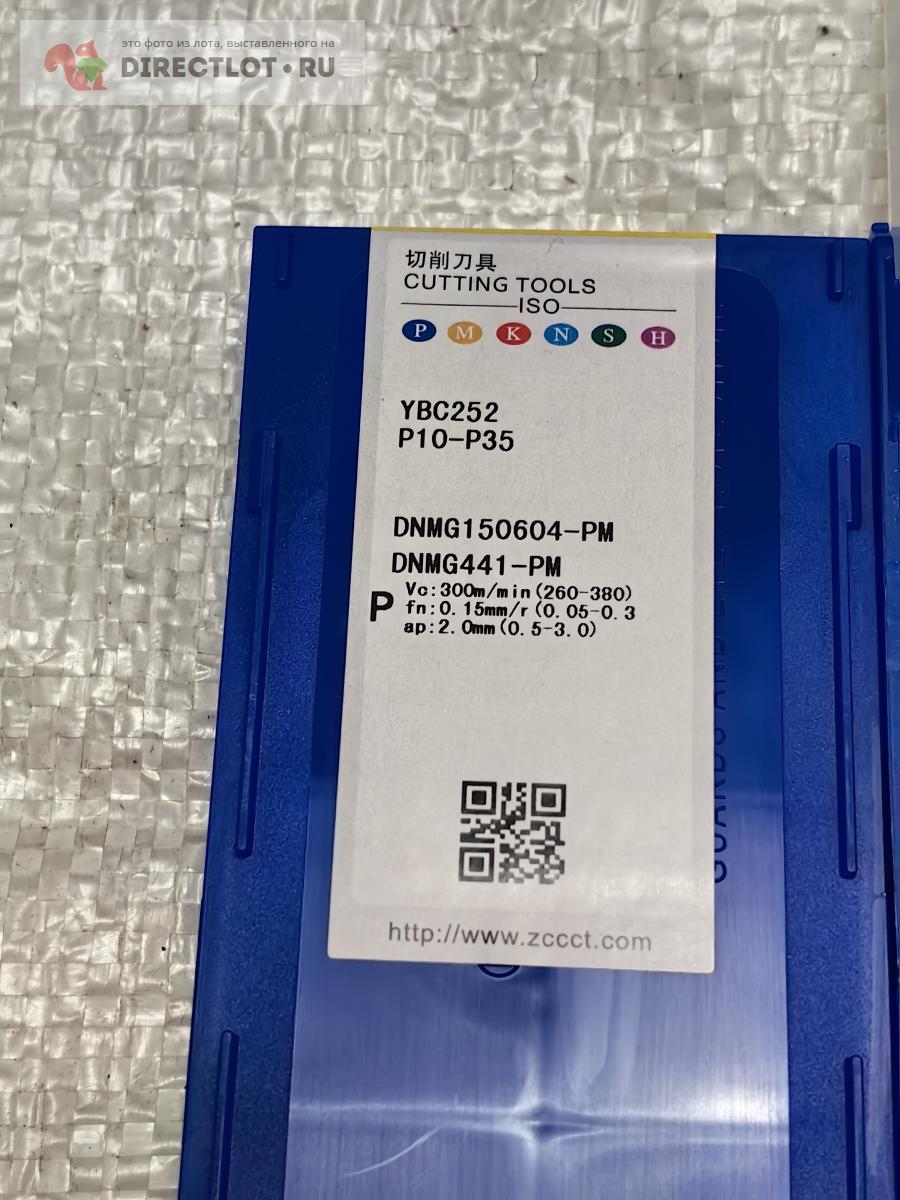 это фото из лота, выставленного на
DIRECTLOT.RU
切削刀具
CUTTING TOOLS
ISO
P M K N S H
YBC252
P10-P35
DNMG150604-PM
DNMG441-PM
P
Vc:300m/min(260-380)
fn:0.15mm/r(0.05-0.3
ap:2.0mm(0.5-3.0)
http://www.zccct.com